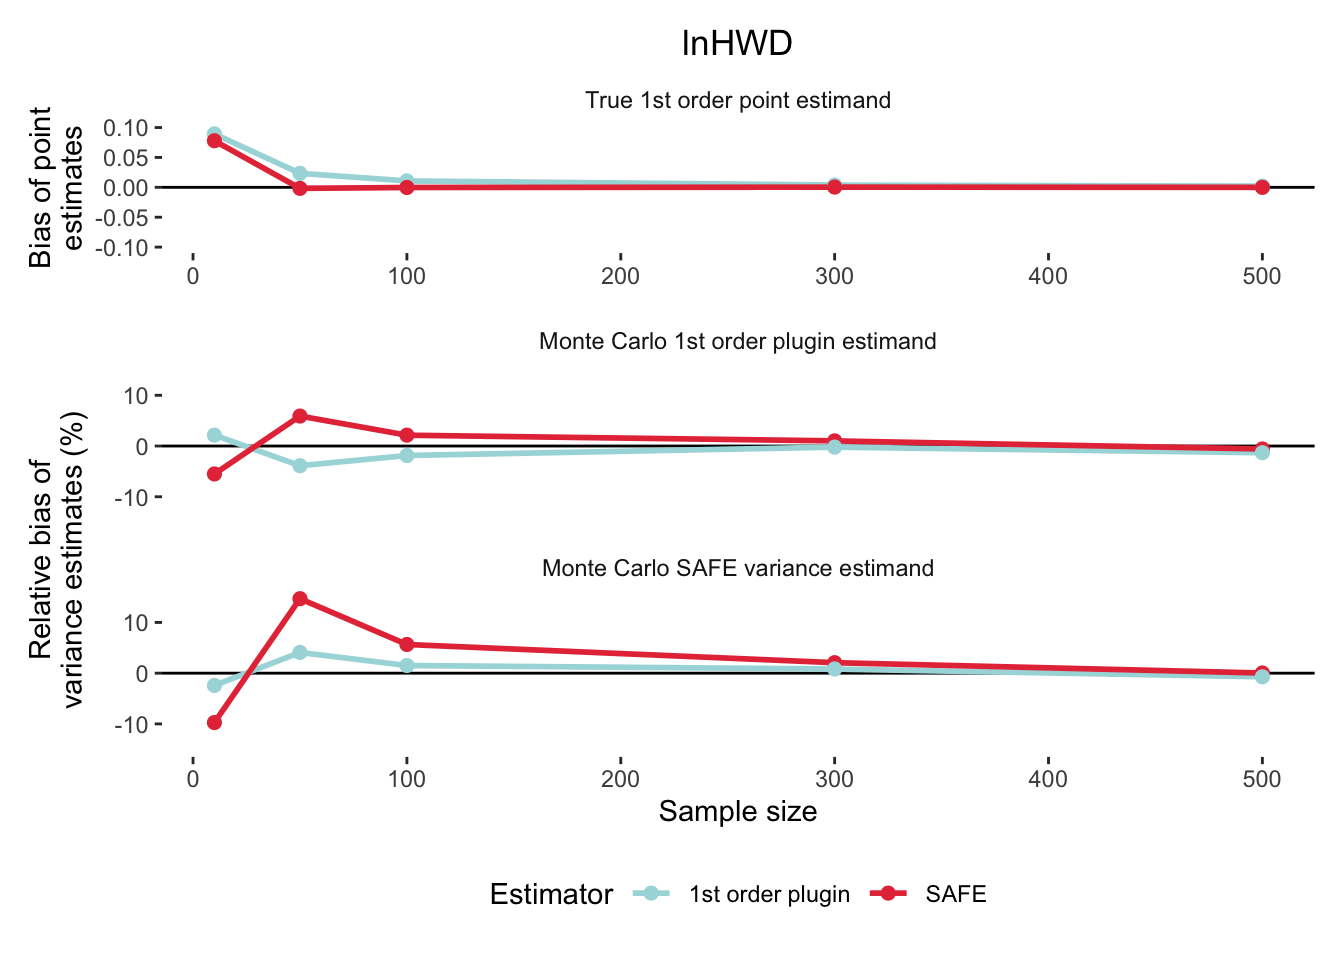 lnHWD
True 1st order point estimand
Bias of point
estimates
0.10
0.05
0.00
-0.05
-0.10
0 100 200 300 400 500
Monte Carlo 1st order plugin estimand
Relative bias of
variance estimates (%)
10
0
-10
Monte Carlo SAFE variance estimand
10
0
-10
0 100 200 300 400 500
Sample size
Estimator 1st order plugin SAFE